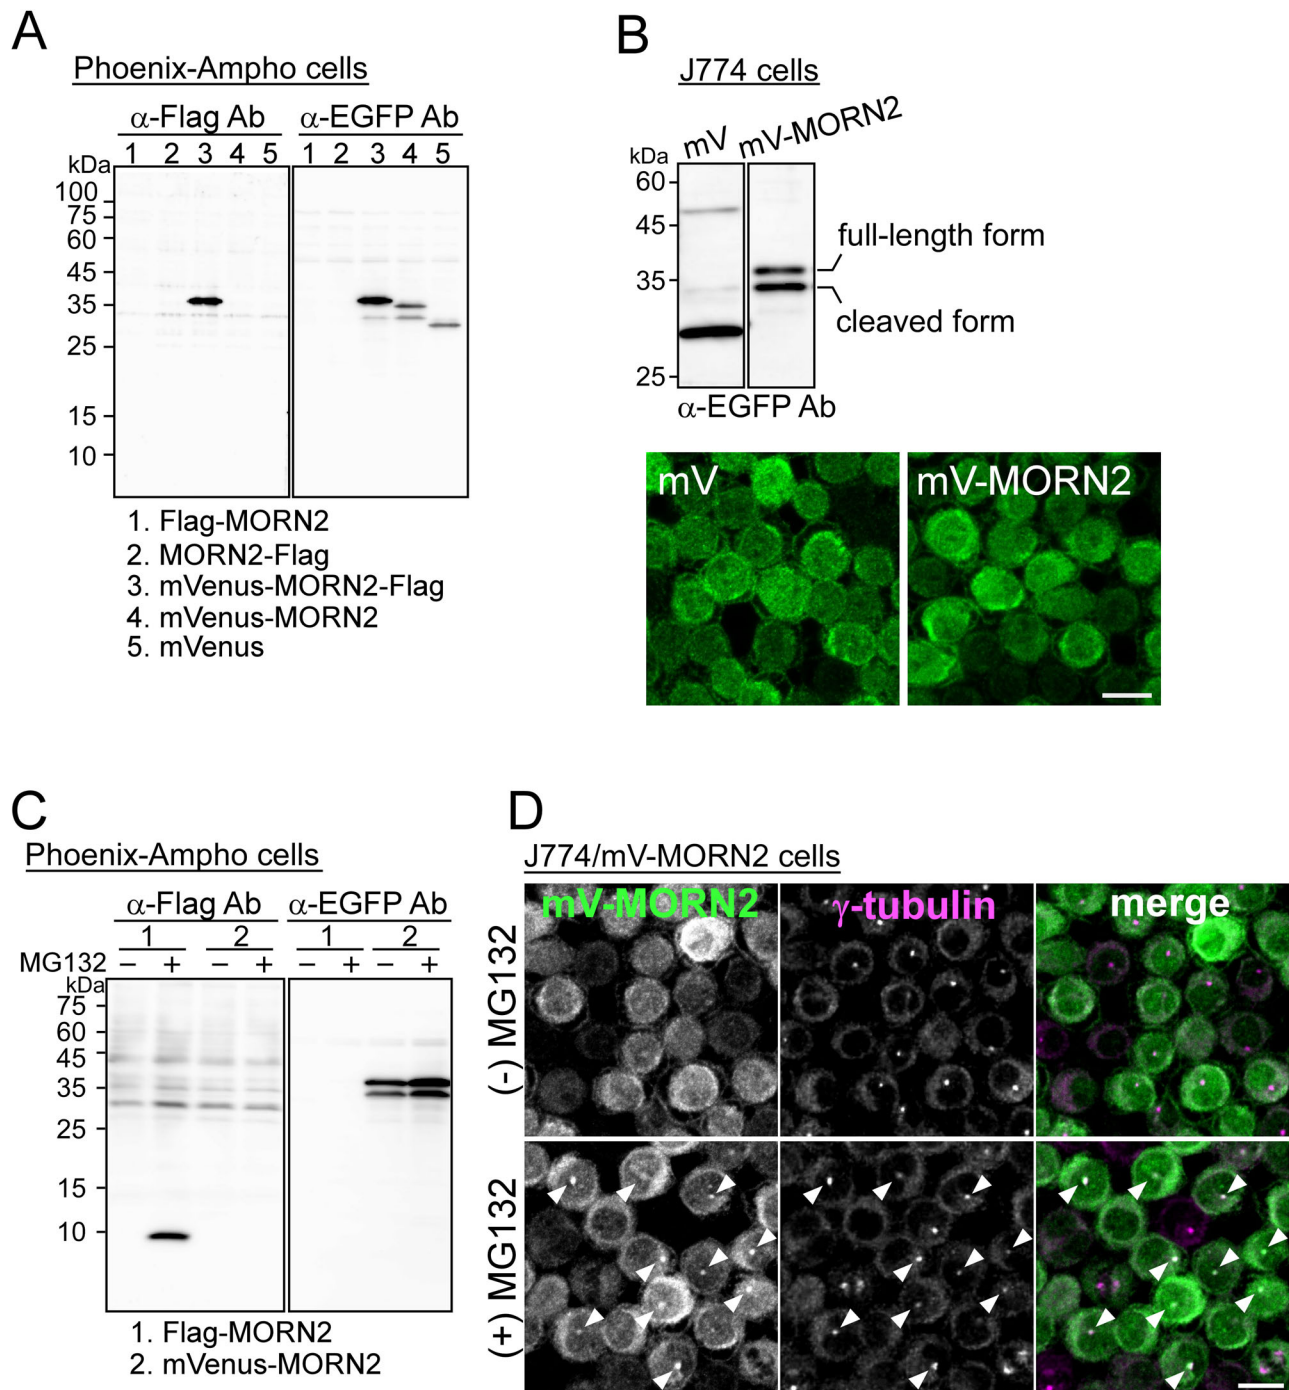 A
Phoenix-Ampho cells
α-Flag Ab α-EGFP Ab
kDa 1 2 3 4 5 1 2 3 4 5
100
75
60
45
35
25
15
10
1. Flag-MORN2
2. MORN2-Flag
3. mVenus-MORN2-Flag
4. mVenus-MORN2
5. mVenus
B
J774 cells
mV mV-MORN2
kDa
60
45
35
25
full-length form
cleaved form
α-EGFP Ab
mV mV-MORN2
C
Phoenix-Ampho cells
α-Flag Ab α-EGFP Ab
1 2 1 2
MG132 – + – + – + – +
kDa
75
60
45
35
25
15
10
1. Flag-MORN2
2. mVenus-MORN2
D
J774/mV-MORN2 cells
mV-MORN2 γ-tubulin merge
(-) MG132
(+) MG132